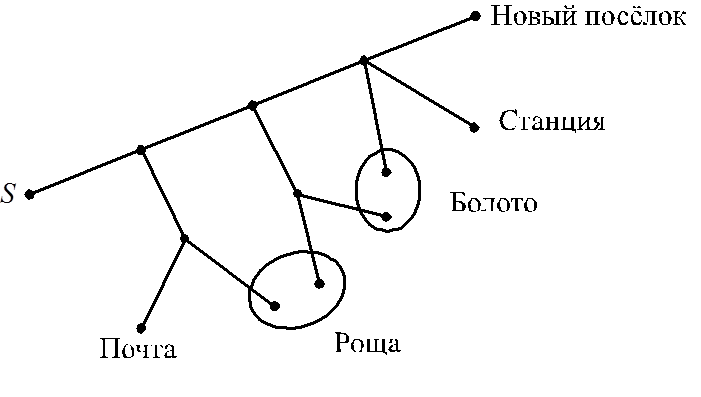 Новый посёлок
Станция
S
Болото
Роща
Почта